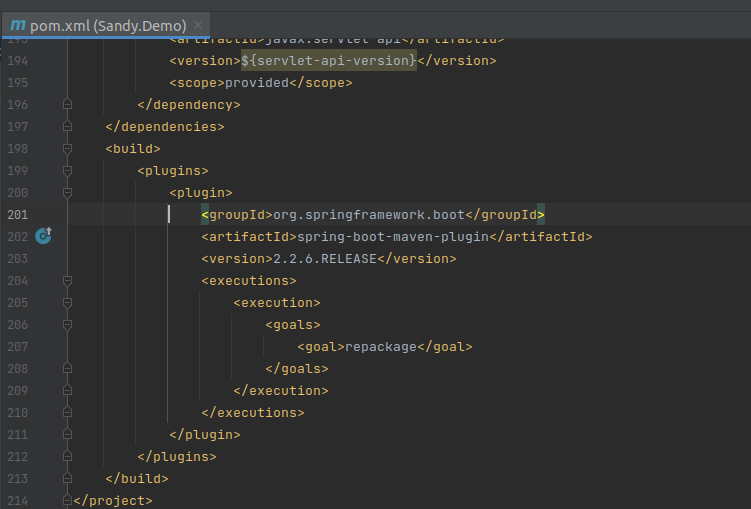 m pom.xml (Sandy.Demo) ×
193 <artifactId>javax.servlet-api</artifactId>
194 <version>${servlet-api-version}</version>
195 <scope>provided</scope>
196 </dependency>
197 </dependencies>
198 <build>
199 <plugins>
200 <plugin>
201 <groupId>org.springframework.boot</groupId>
202 <artifactId>spring-boot-maven-plugin</artifactId>
203 <version>2.2.6.RELEASE</version>
204 <executions>
205 <execution>
206 <goals>
207 <goal>repackage</goal>
208 </goals>
209 </execution>
210 </executions>
211 </plugin>
212 </plugins>
213 </build>
214 </project>